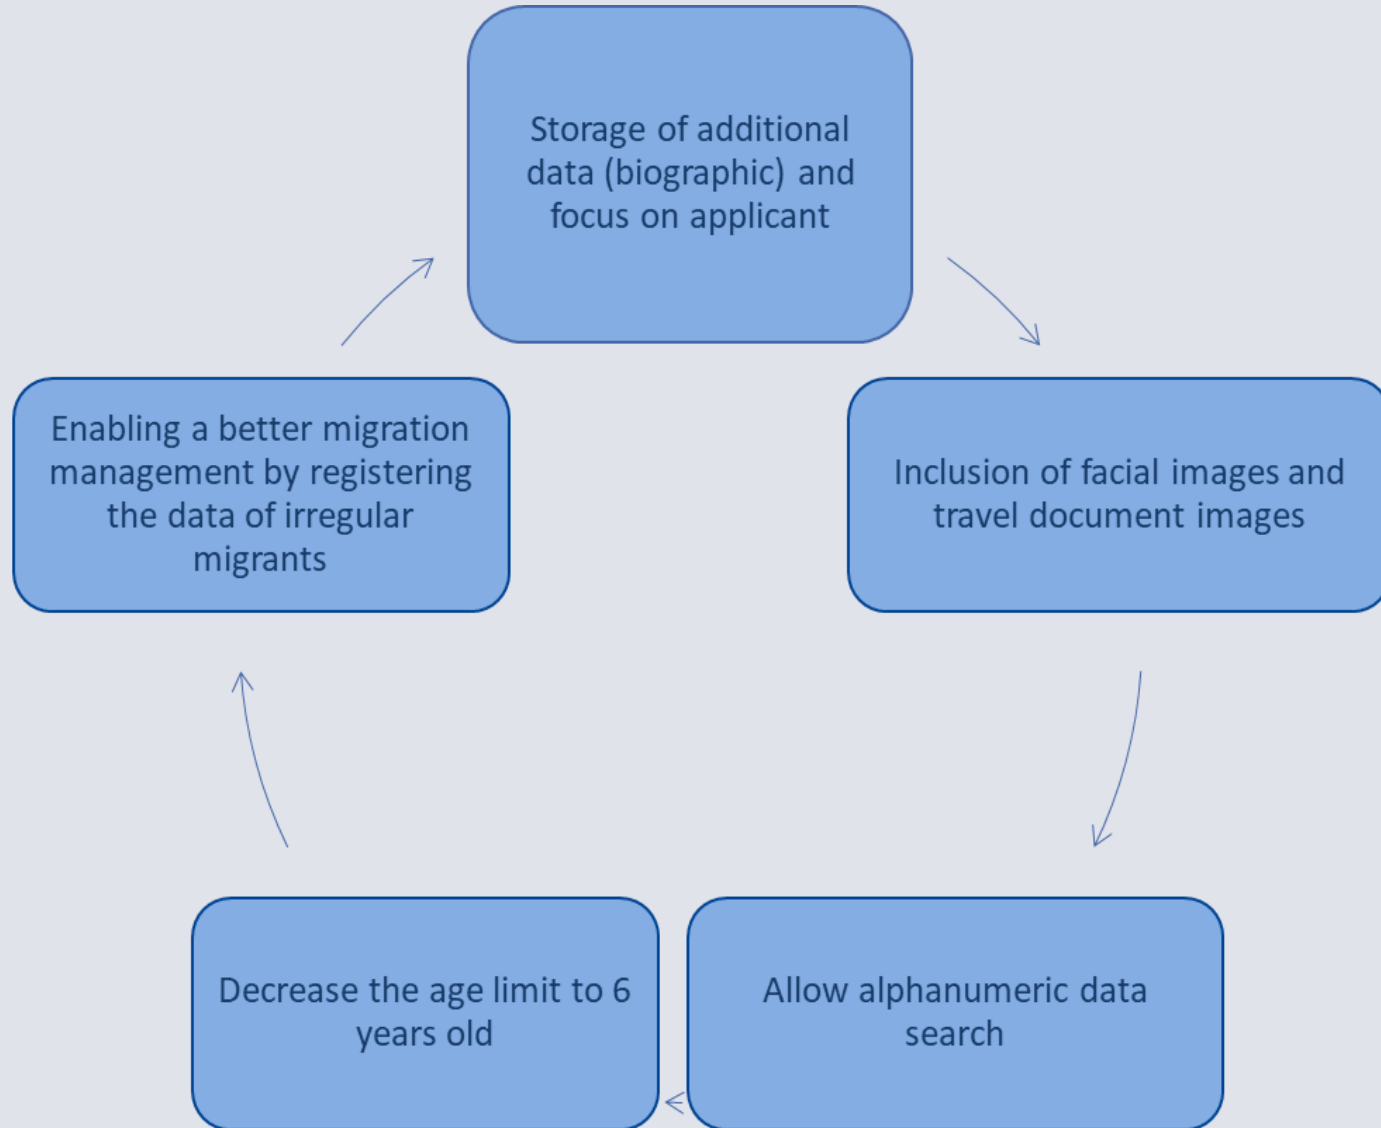 Storage of additional
data (biographic) and
focus on applicant
Enabling a better migration
management by registering
the data of irregular
migrants
Inclusion of facial images and
travel document images
Decrease the age limit to 6
years old
Allow alphanumeric data
search